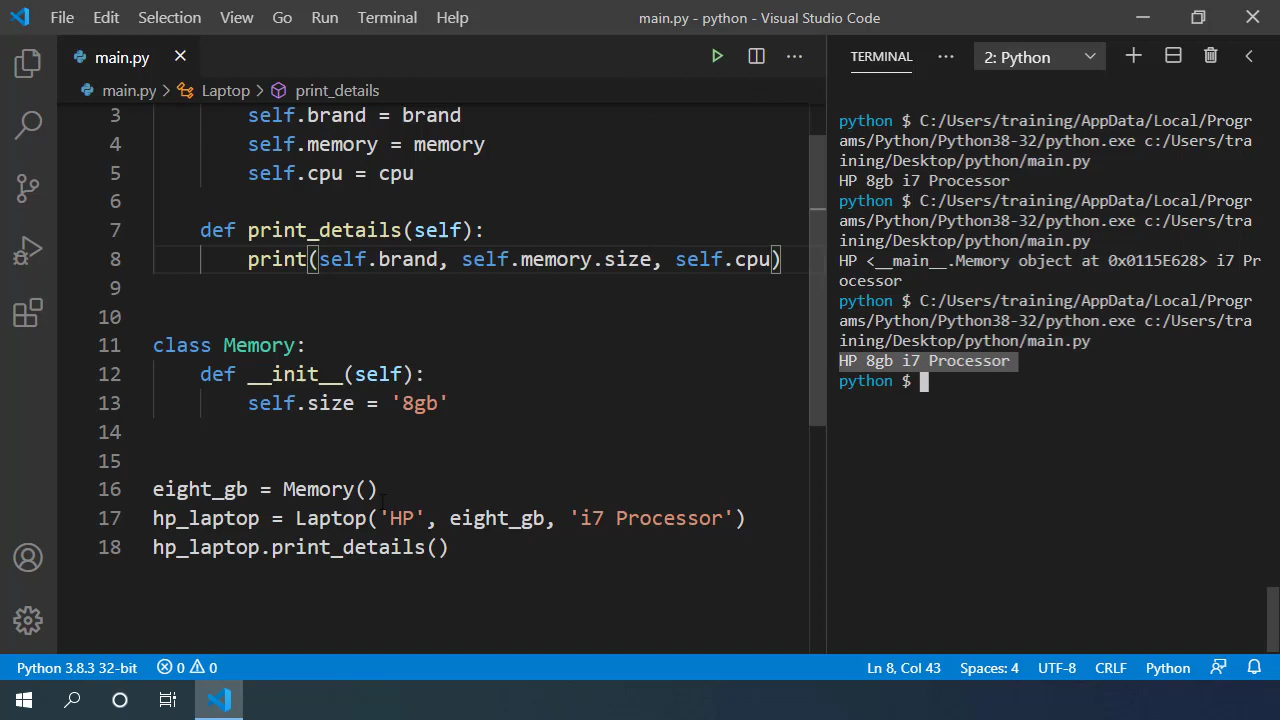 File Edit Selection View Go Run Terminal Help main.py - python - Visual Studio Code
main.py
main.py > Laptop > print_details
3 self.brand = brand
4 self.memory = memory
5 self.cpu = cpu
6
7 def print_details(self):
8 print(self.brand, self.memory.size, self.cpu)
9
10
11 class Memory:
12 def __init__(self):
13 self.size = '8gb'
14
15
16 eight_gb = Memory()
17 hp_laptop = Laptop('HP', eight_gb, 'i7 Processor')
18 hp_laptop.print_details()
TERMINAL 2: Python
python $ C:/Users/training/AppData/Local/Progr
ams/Python/Python38-32/python.exe c:/Users/tra
ining/Desktop/python/main.py
HP 8gb i7 Processor
python $ C:/Users/training/AppData/Local/Progr
ams/Python/Python38-32/python.exe c:/Users/tra
ining/Desktop/python/main.py
HP <__main__.Memory object at 0x0115E628> i7 Pr
ocessor
python $ C:/Users/training/AppData/Local/Progr
ams/Python/Python38-32/python.exe c:/Users/tra
ining/Desktop/python/main.py
HP 8gb i7 Processor
python $
Python 3.8.3 32-bit 0 0 Ln 8, Col 43 Spaces: 4 UTF-8 CRLF Python